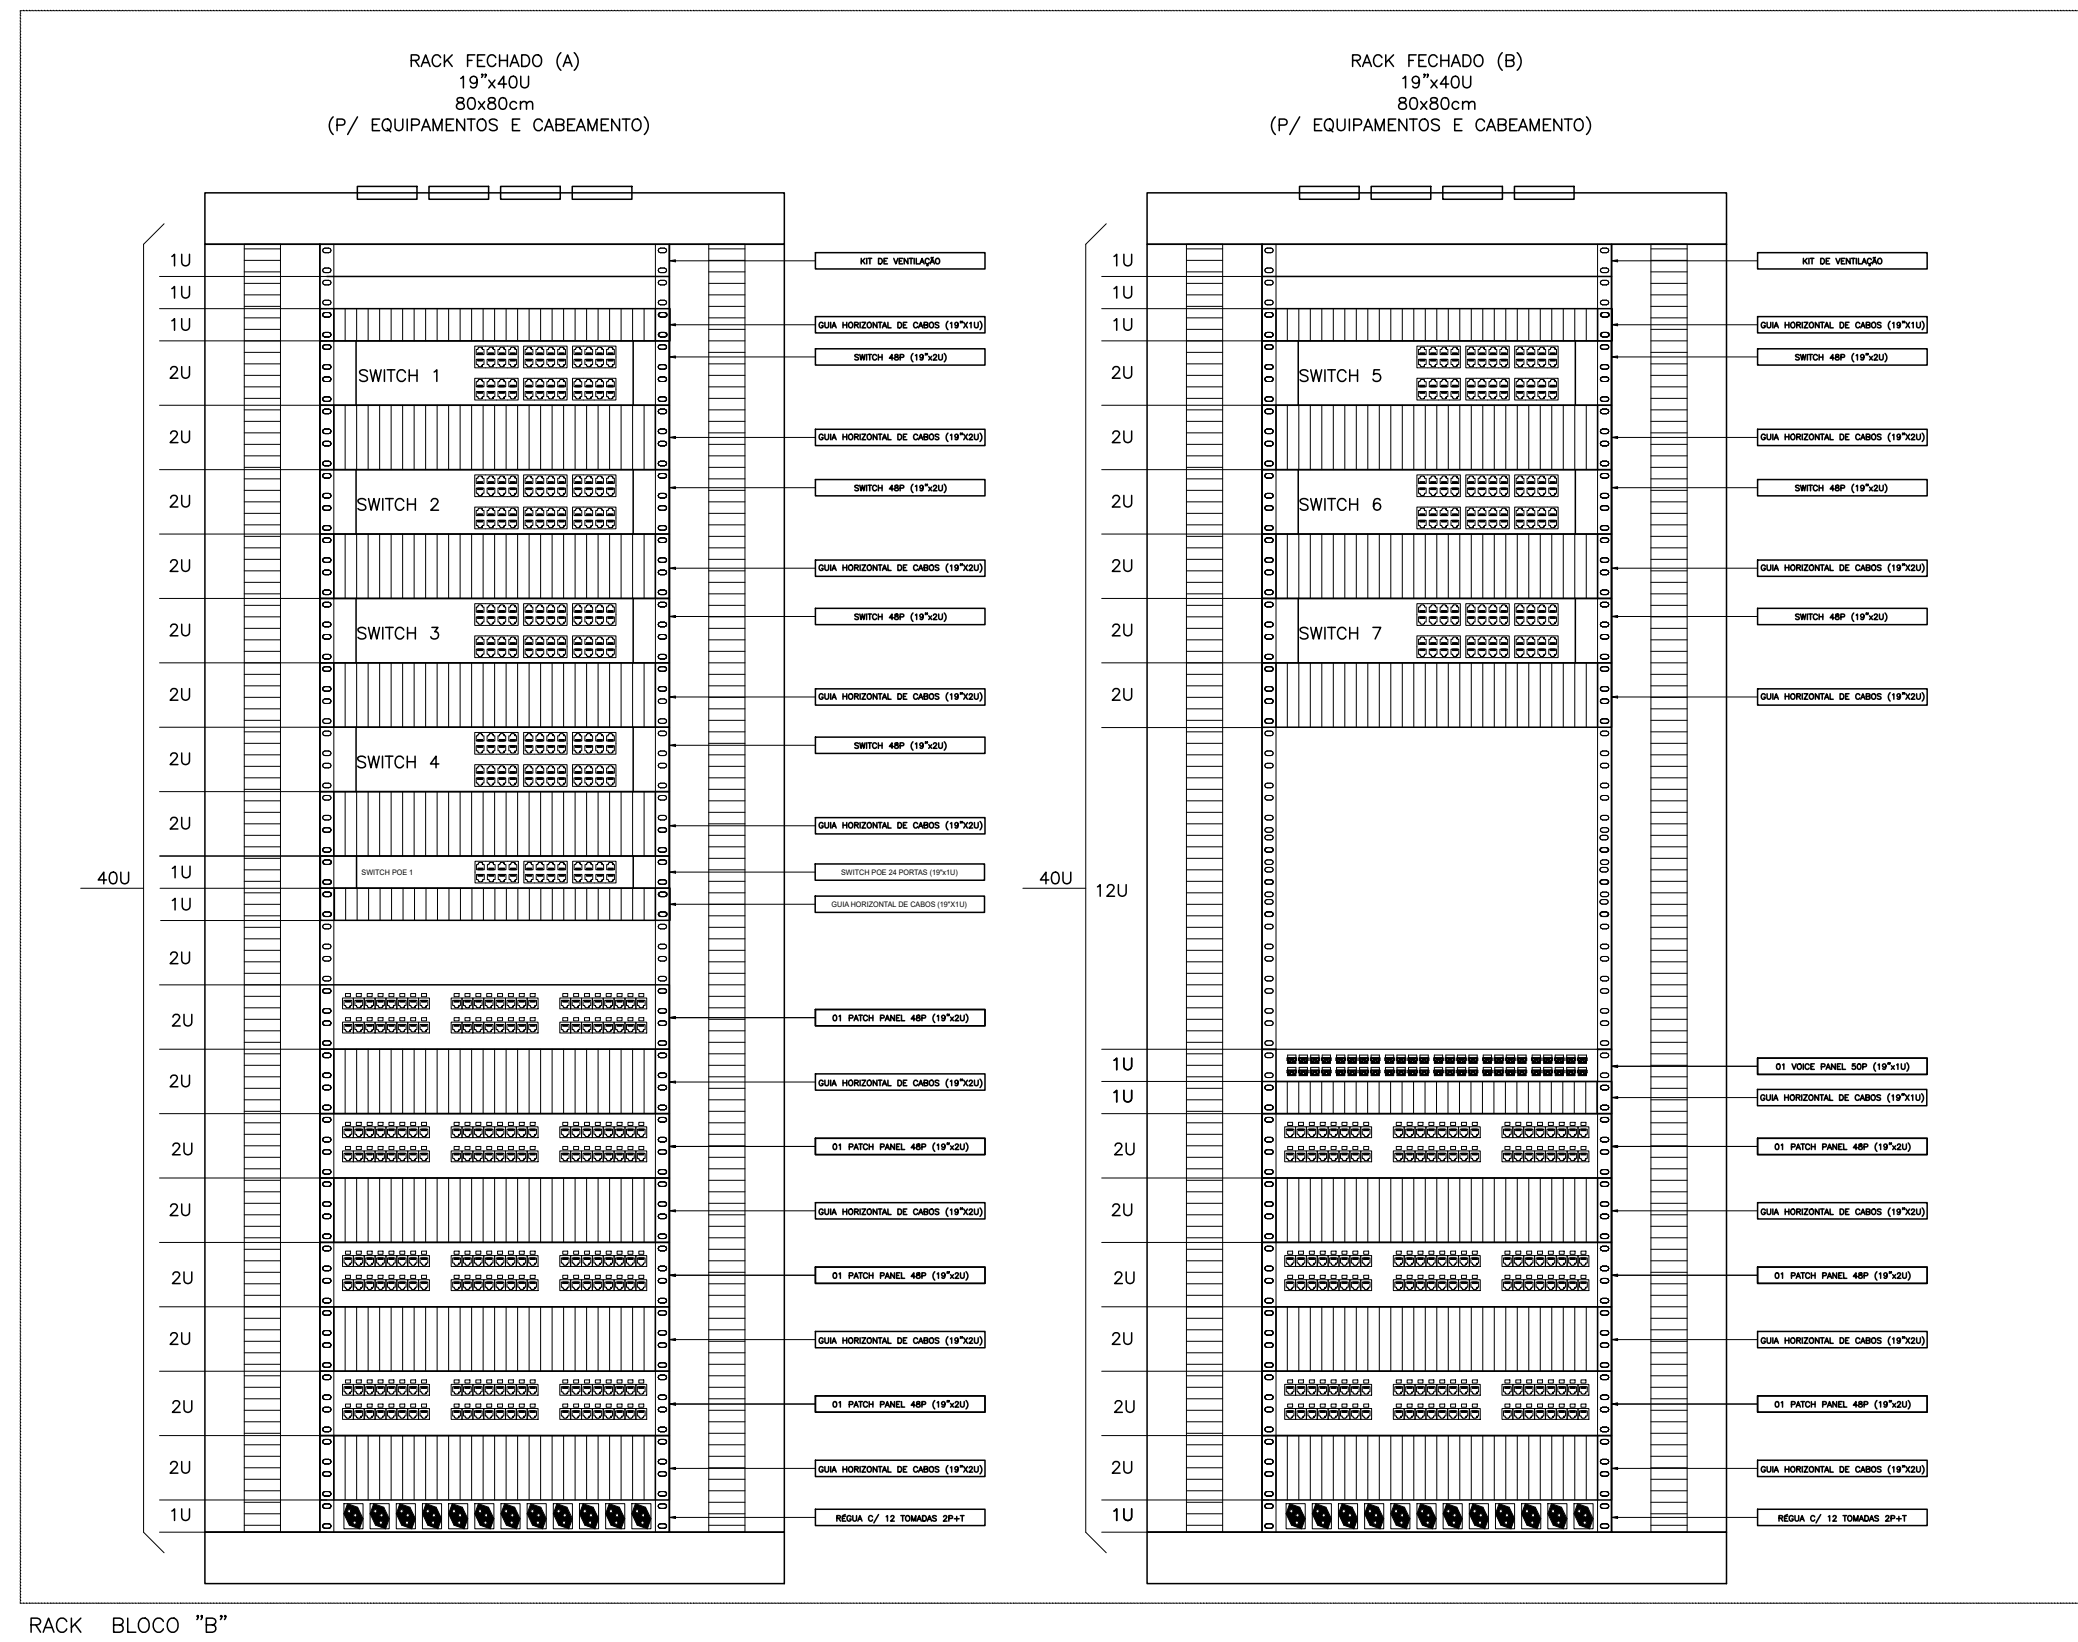 RACK FECHADO (A)
19"x40U
80x80cm
(P/ EQUIPAMENTOS E CABEAMENTO)
1U
KIT DE VENTILAÇÃO
1U
1U
GUIA HORIZONTAL DE CABOS (19"X1U)
2U
SWITCH 1
SWITCH 48P (19"x2U)
2U
GUIA HORIZONTAL DE CABOS (19"X2U)
2U
SWITCH 2
SWITCH 48P (19"x2U)
2U
GUIA HORIZONTAL DE CABOS (19"X2U)
2U
SWITCH 3
SWITCH 48P (19"x2U)
2U
GUIA HORIZONTAL DE CABOS (19"X2U)
2U
SWITCH 4
SWITCH 48P (19"x2U)
2U
GUIA HORIZONTAL DE CABOS (19"X2U)
40U
1U
SWITCH POE 1
SWITCH POE 24 PORTAS (19"x1U)
1U
GUIA HORIZONTAL DE CABOS (19"X1U)
2U
2U
01 PATCH PANEL 48P (19"x2U)
2U
GUIA HORIZONTAL DE CABOS (19"X2U)
2U
01 PATCH PANEL 48P (19"x2U)
2U
GUIA HORIZONTAL DE CABOS (19"X2U)
2U
01 PATCH PANEL 48P (19"x2U)
2U
GUIA HORIZONTAL DE CABOS (19"X2U)
2U
01 PATCH PANEL 48P (19"x2U)
2U
GUIA HORIZONTAL DE CABOS (19"X2U)
1U
RÉGUA C/ 12 TOMADAS 2P+T
RACK FECHADO (B)
19"x40U
80x80cm
(P/ EQUIPAMENTOS E CABEAMENTO)
1U
KIT DE VENTILAÇÃO
1U
1U
GUIA HORIZONTAL DE CABOS (19"X1U)
2U
SWITCH 5
SWITCH 48P (19"x2U)
2U
GUIA HORIZONTAL DE CABOS (19"X2U)
2U
SWITCH 6
SWITCH 48P (19"x2U)
2U
GUIA HORIZONTAL DE CABOS (19"X2U)
2U
SWITCH 7
SWITCH 48P (19"x2U)
2U
GUIA HORIZONTAL DE CABOS (19"X2U)
40U
12U
1U
01 VOICE PANEL 50P (19"x1U)
1U
GUIA HORIZONTAL DE CABOS (19"X1U)
2U
01 PATCH PANEL 48P (19"x2U)
2U
GUIA HORIZONTAL DE CABOS (19"X2U)
2U
01 PATCH PANEL 48P (19"x2U)
2U
GUIA HORIZONTAL DE CABOS (19"X2U)
2U
01 PATCH PANEL 48P (19"x2U)
2U
GUIA HORIZONTAL DE CABOS (19"X2U)
1U
RÉGUA C/ 12 TOMADAS 2P+T
RACK BLOCO "B"